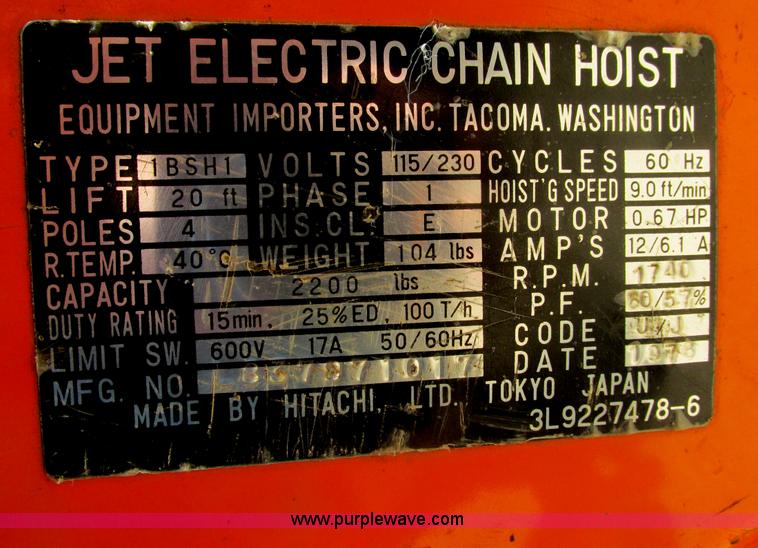 JET ELECTRIC CHAIN HOIST
EQUIPMENT IMPORTERS, INC. TACOMA. WASHINGTON
TYPE 1BSH1 VOLTS 115/230 CYCLES 60 Hz
LIFT 20 ft PHASE 1 HOIST'G SPEED 9.0 ft/min
POLES 4 INS.CL. E MOTOR 0.67 HP
R.TEMP. 40°C WEIGHT 104 lbs AMP'S 12/6.1 A
CAPACITY 2200 lbs R.P.M. 1740
DUTY RATING 15min. 25%ED. 100 T/h P.F. 60/57%
LIMIT SW. 600V 17A 50/60Hz CODE
MFG. NO. DATE
MADE BY HITACHI, LTD. TOKYO JAPAN
3L9227478-6
www.purplewave.com